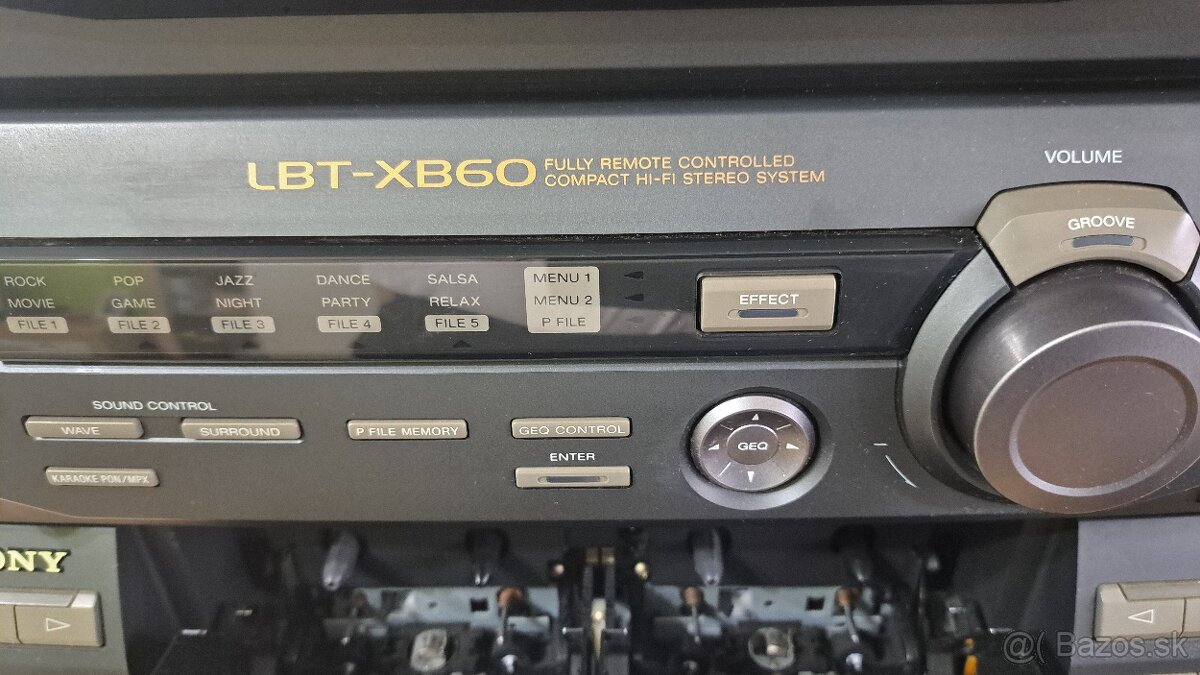 LBT-XB60 FULLY REMOTE CONTROLLED
COMPACT HI-FI STEREO SYSTEM
VOLUME
GROOVE
ROCK POP JAZZ DANCE SALSA MENU 1
MOVIE GAME NIGHT PARTY RELAX MENU 2
FILE 1 FILE 2 FILE 3 FILE 4 FILE 5 P FILE
EFFECT
SOUND CONTROL
WAVE SURROUND P FILE MEMORY GEQ CONTROL
GEQ
ENTER
KARAOKE PON/MPX
ONY
@( Bazos.sk